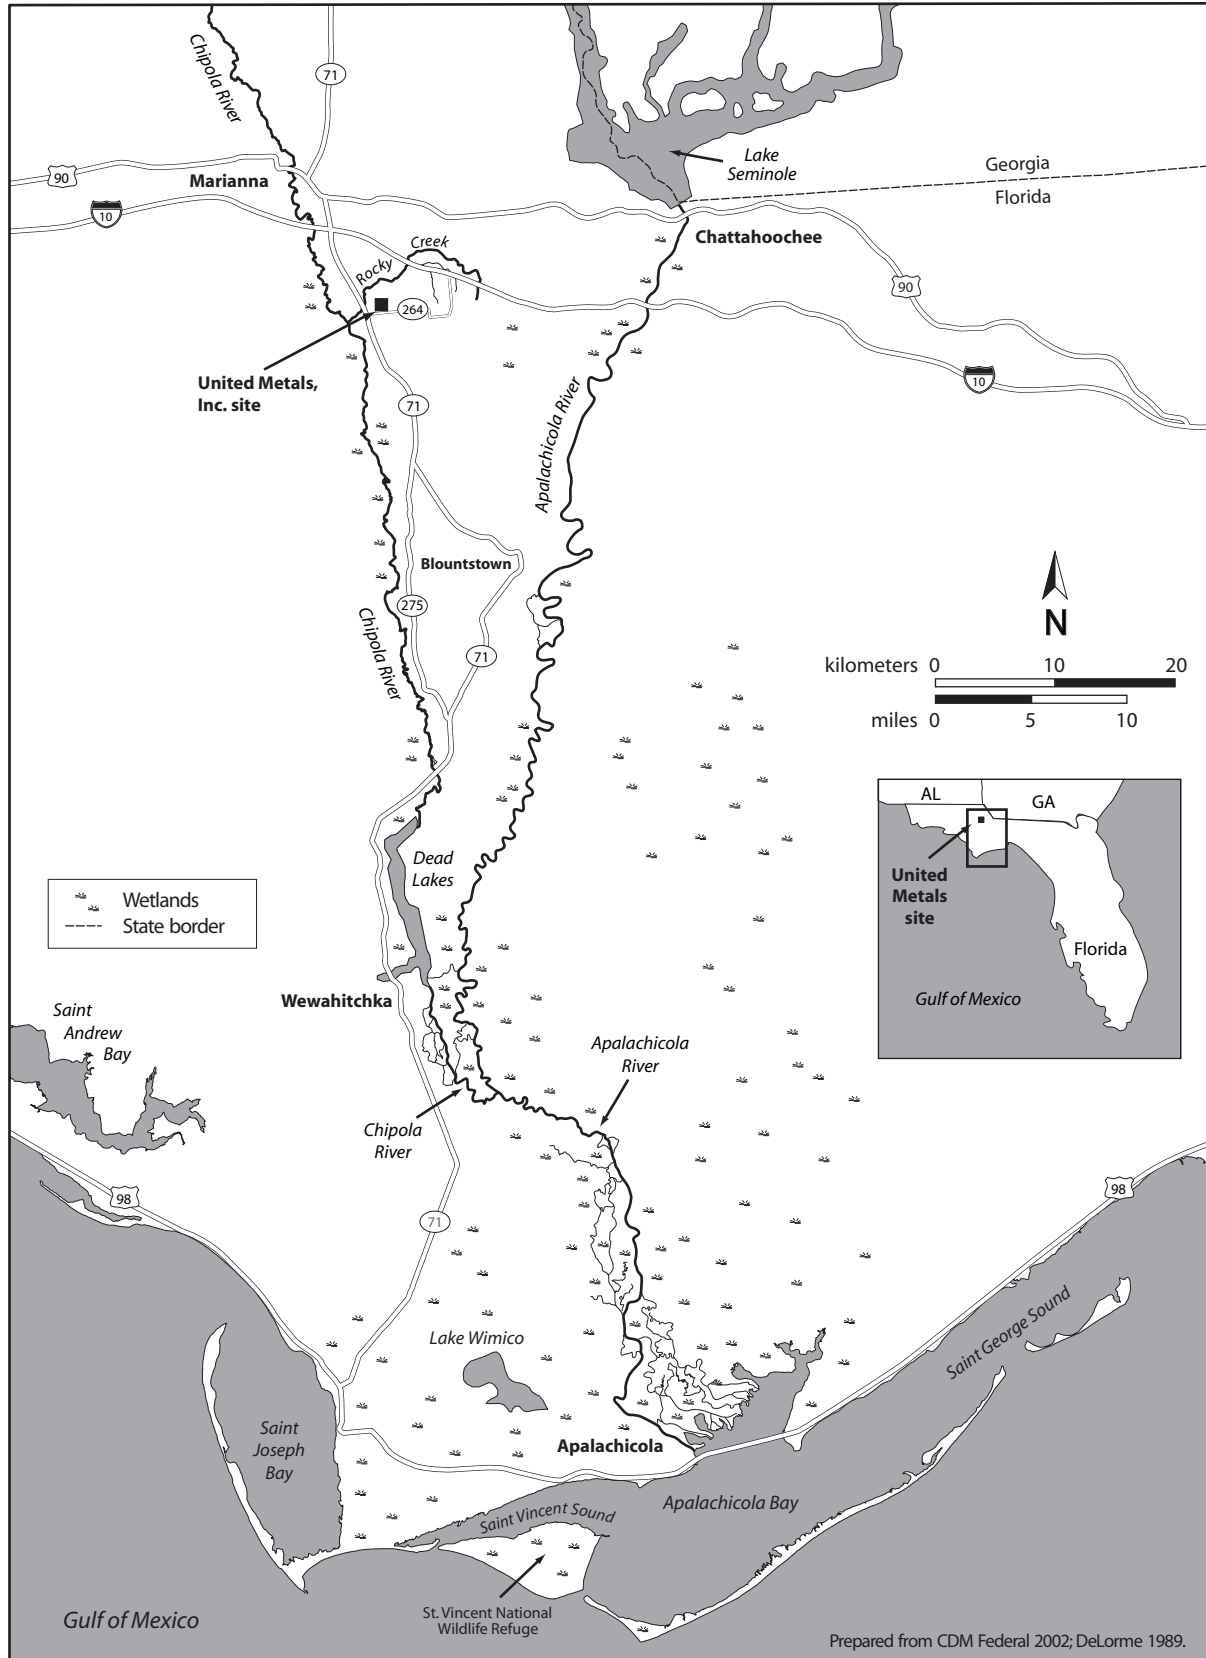 Chipola River
71
Lake
Seminole
Georgia
Florida
90
Marianna
10
Chattahoochee
Creek
Rocky
264
90
United Metals,
Inc. site
10
71
Apalachicola River
Blountstown
275
Chipola River
71
N
kilometers 0 10 20
miles 0 5 10
AL
GA
United
Metals
site
Florida
Gulf of Mexico
Dead
Lakes
Wetlands
State border
Wewahitchka
Saint
Andrew
Bay
Apalachicola
River
Chipola
River
98
98
71
Saint George Sound
Lake Wimico
Saint
Joseph
Bay
Apalachicola
Apalachicola Bay
Saint Vincent Sound
St. Vincent National
Wildlife Refuge
Gulf of Mexico
Prepared from CDM Federal 2002; DeLorme 1989.